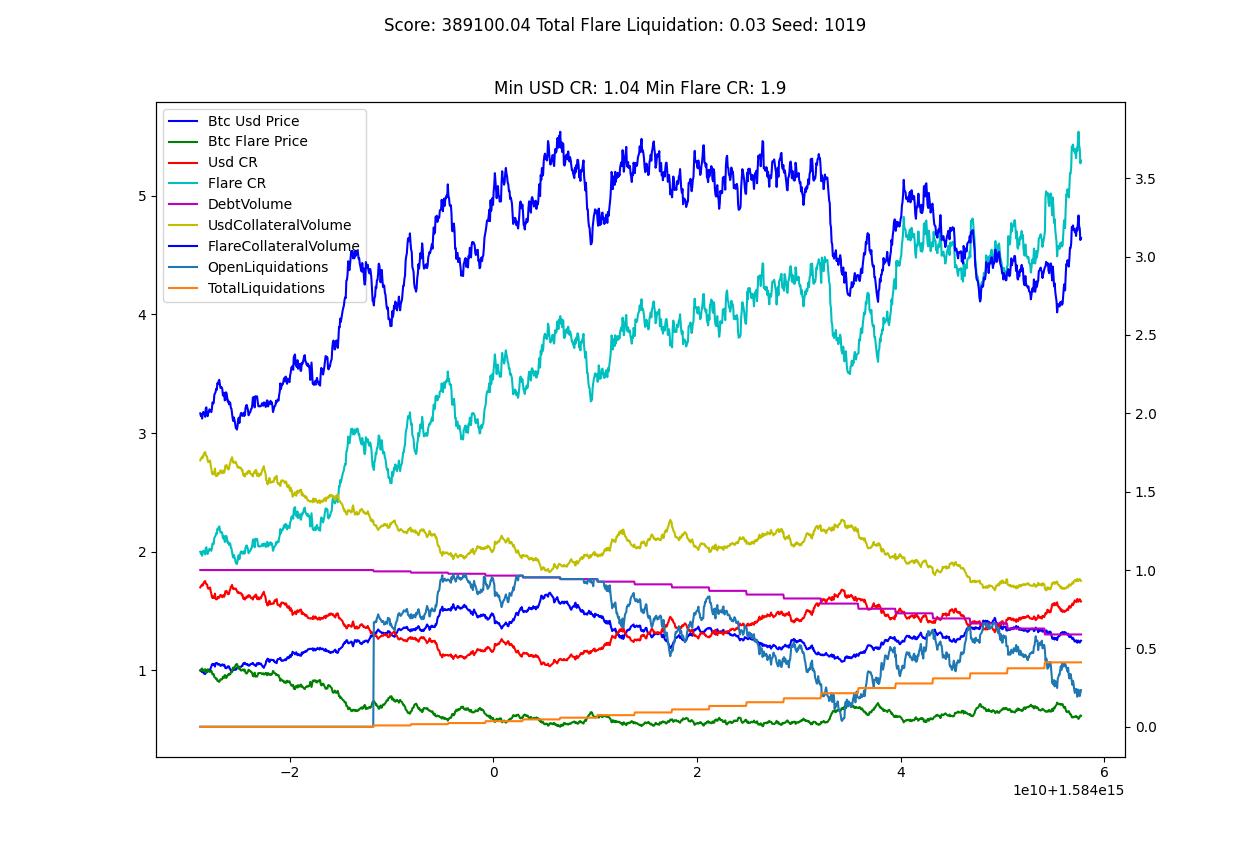 Score: 389100.04 Total Flare Liquidation: 0.03 Seed: 1019
Min USD CR: 1.04 Min Flare CR: 1.9
Btc Usd Price
Btc Flare Price
Usd CR
Flare CR
DebtVolume
UsdCollateralVolume
FlareCollateralVolume
OpenLiquidations
TotalLiquidations
5
4
3
2
1
3.5
3.0
2.5
2.0
1.5
1.0
0.5
0.0
−2
0
2
4
6
1e10+1.584e15